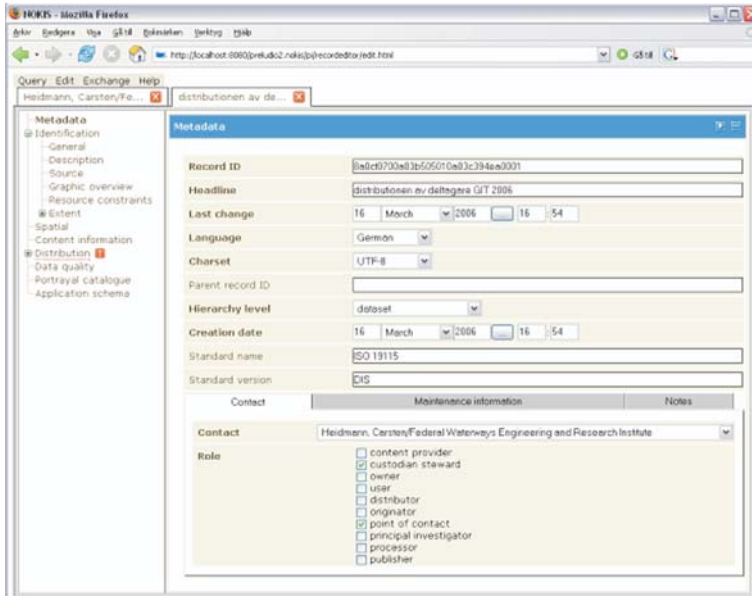 NOKIS - Mozilla Firefox
Arkiv Redigera Visa Gå till Bokmärken Verktyg Hjälp
http://localhost:8080/preludio2.nokis/pj/recordeditor/edit.html Gå till
Query Edit Exchange Help
Heidmann, Carsten/Fe... distributionen av de...
Metadata
Identification
General
Description
Source
Graphic overview
Resource constraints
Extent
Spatial
Content information
Distribution
Data quality
Portrayal catalogue
Application schema
Metadata
Record ID
Headline distributionen av deltagare GIT 2006
Last change 16 March 2006 ... 16 :54
Language German
Charset UTF-8
Parent record ID
Hierarchy level dataset
Creation date 16 March 2006 ... 16 :54
Standard name ISO 19115
Standard version DIS
Contact Maintenance information Notes
Contact Heidmann, Carsten/Federal Waterways Engineering and Research Institute
Role
content provider
custodian steward
owner
user
distributor
originator
point of contact
principal investigator
processor
publisher